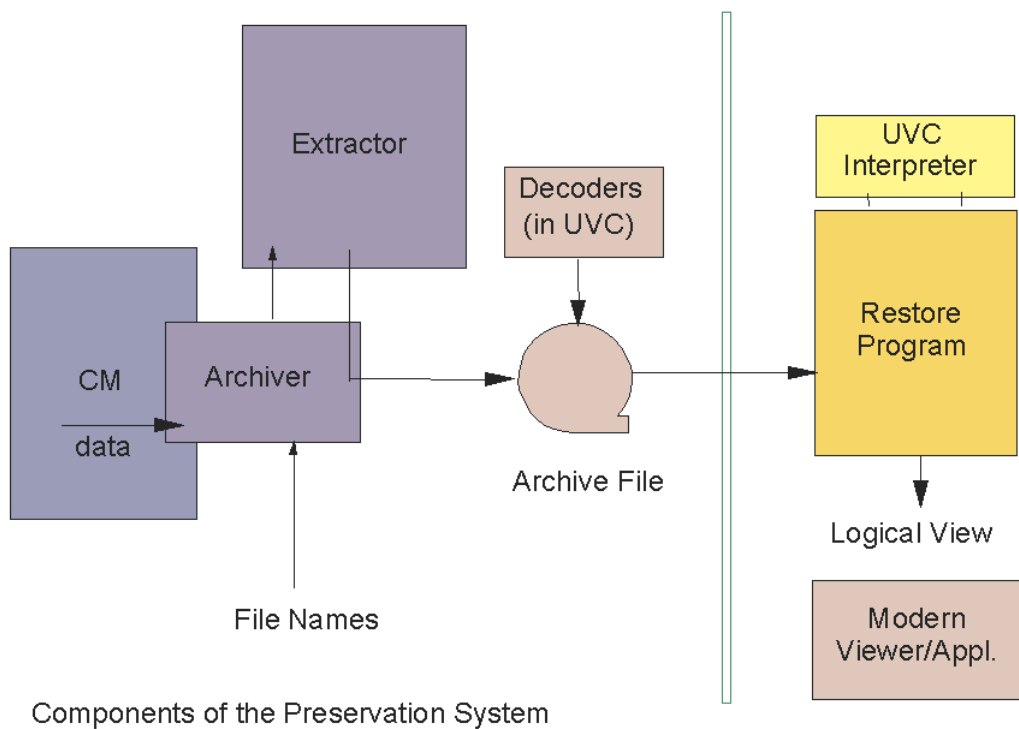 Extractor
UVC
Interpreter
Decoders
(in UVC)
Restore
Program
CM
Archiver
data
Archive File
Logical View
File Names
Modern
Viewer/Appl.
Components of the Preservation System